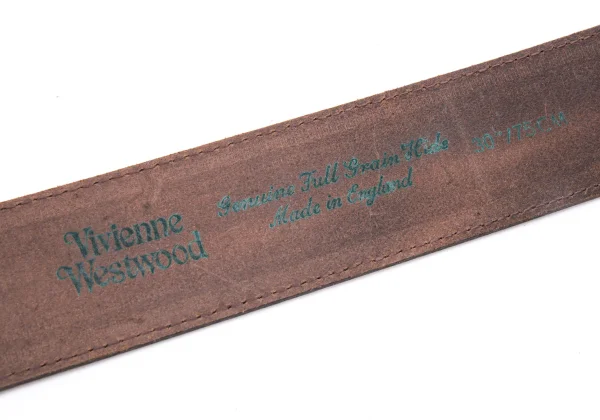 Vivienne
Westwood
Genuine Full Grain Hide
Made in England